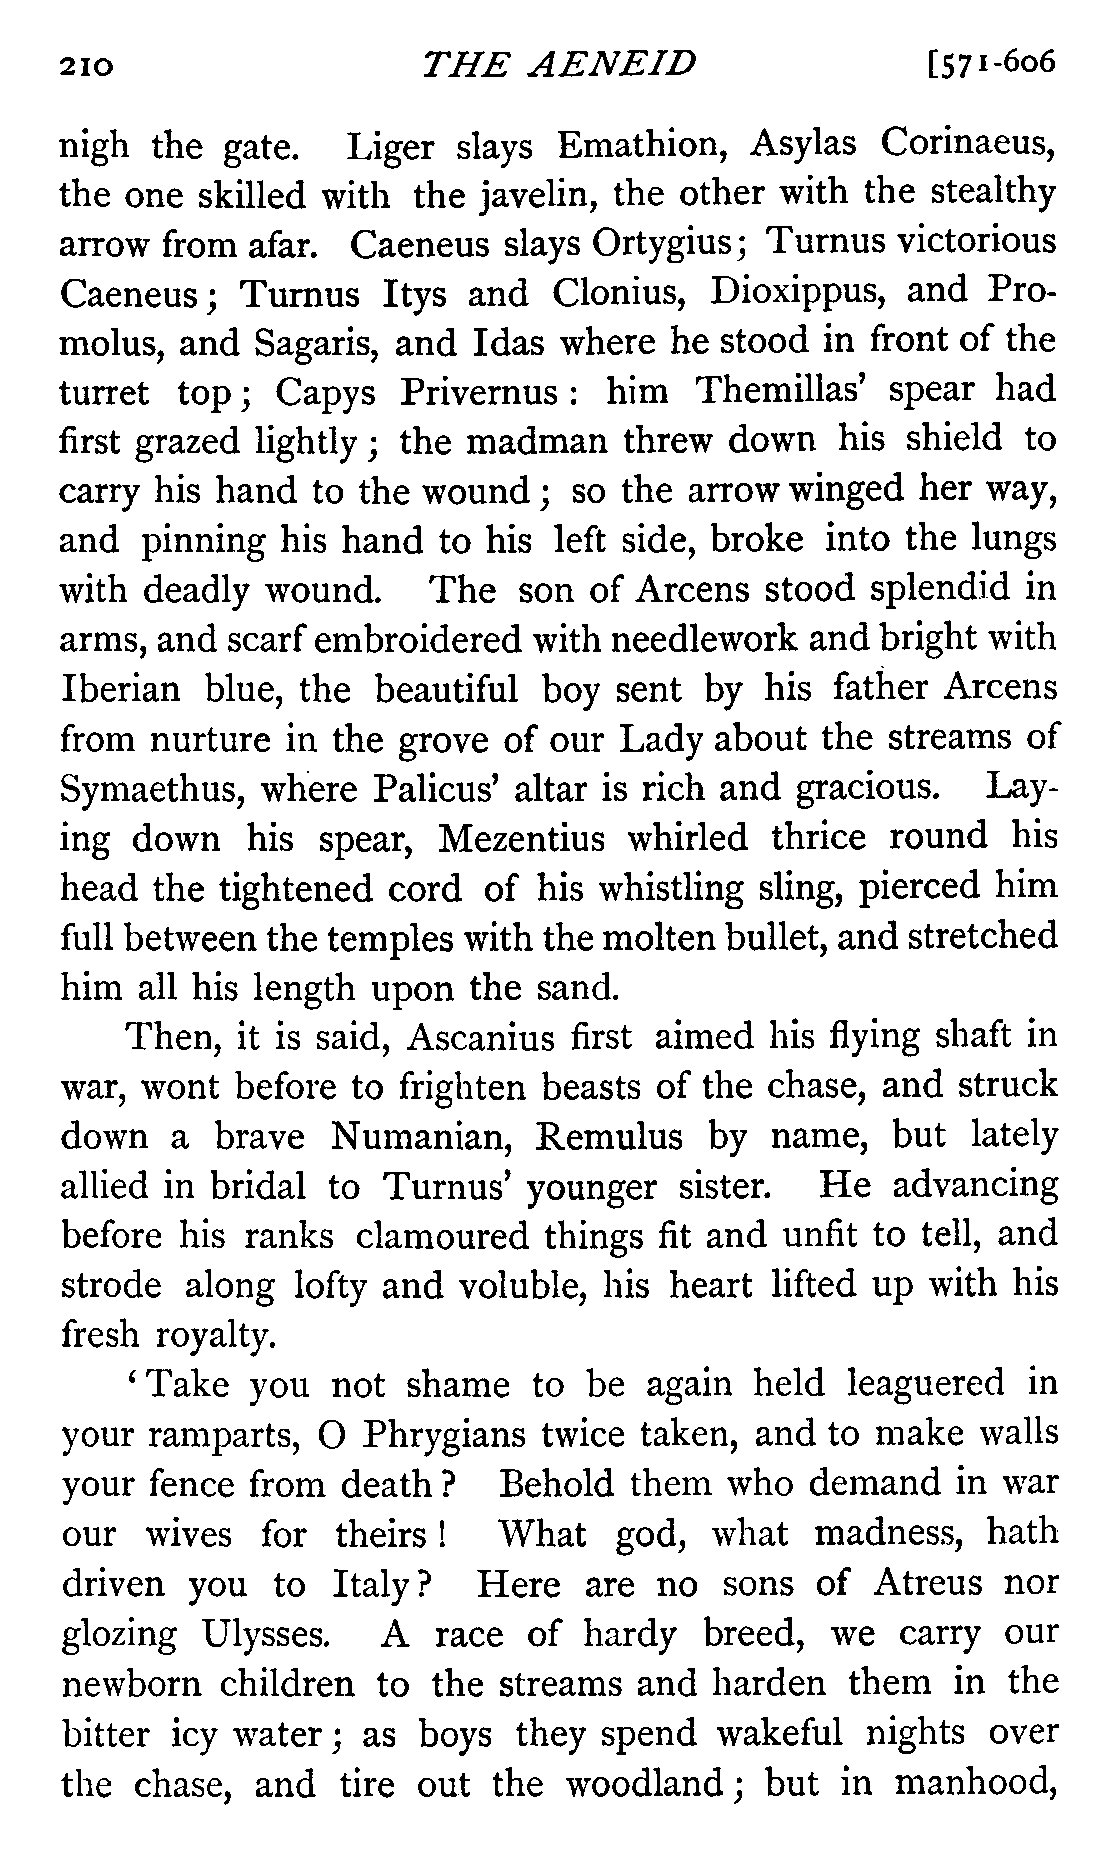 210 THE AENEID [571-606
nigh the gate. Liger slays Emathion, Asylas Corinaeus,
the one skilled with the javelin, the other with the stealthy
arrow from afar. Caeneus slays Ortygius; Turnus victorious
Caeneus; Turnus Itys and Clonius, Dioxippus, and Pro-
molus, and Sagaris, and Idas where he stood in front of the
turret top; Capys Privernus: him Themillas' spear had
first grazed lightly; the madman threw down his shield to
carry his hand to the wound; so the arrow winged her way,
and pinning his hand to his left side, broke into the lungs
with deadly wound. The son of Arcens stood splendid in
arms, and scarf embroidered with needlework and bright with
Iberian blue, the beautiful boy sent by his father Arcens
from nurture in the grove of our Lady about the streams of
Symaethus, where Palicus' altar is rich and gracious. Lay-
ing down his spear, Mezentius whirled thrice round his
head the tightened cord of his whistling sling, pierced him
full between the temples with the molten bullet, and stretched
him all his length upon the sand.
Then, it is said, Ascanius first aimed his flying shaft in
war, wont before to frighten beasts of the chase, and struck
down a brave Numanian, Remulus by name, but lately
allied in bridal to Turnus' younger sister. He advancing
before his ranks clamoured things fit and unfit to tell, and
strode along lofty and voluble, his heart lifted up with his
fresh royalty.
'Take you not shame to be again held leaguered in
your ramparts, O Phrygians twice taken, and to make walls
your fence from death? Behold them who demand in war
our wives for theirs! What god, what madness, hath
driven you to Italy? Here are no sons of Atreus nor
glozing Ulysses. A race of hardy breed, we carry our
newborn children to the streams and harden them in the
bitter icy water; as boys they spend wakeful nights over
the chase, and tire out the woodland; but in manhood,